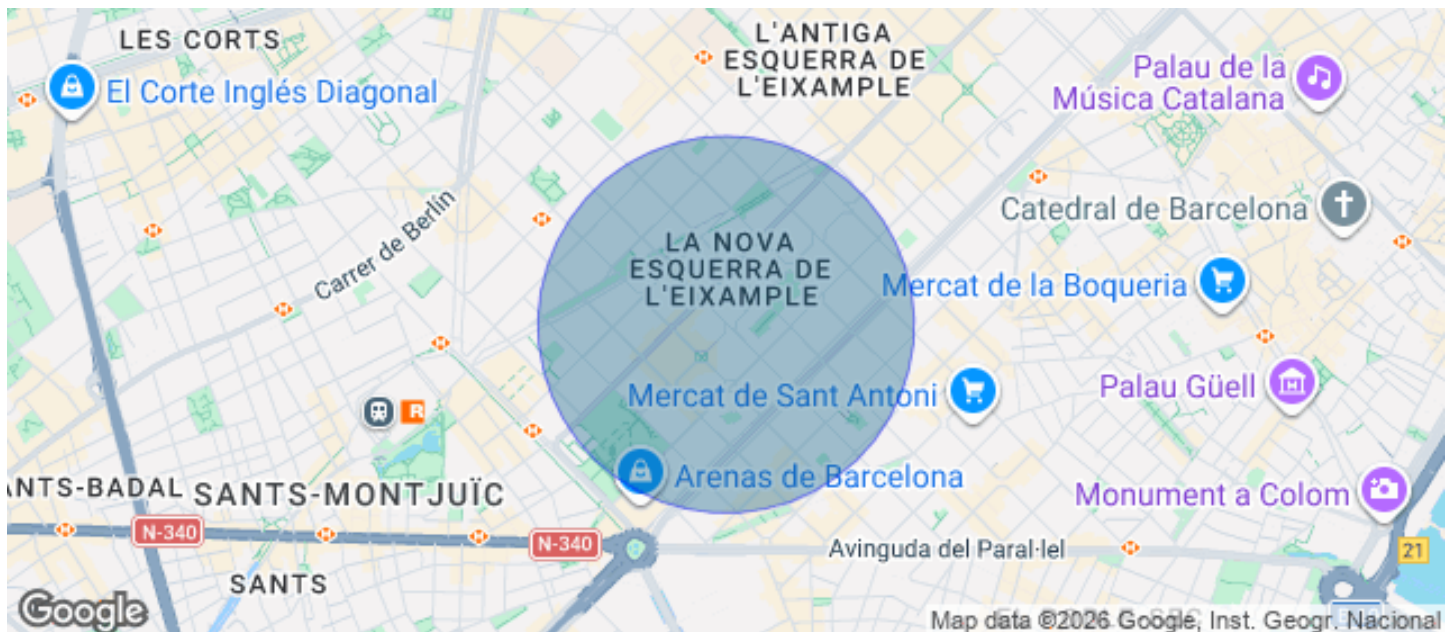 LES CORTS
El Corte Inglés Diagonal
L'ANTIGA
ESQUERRA DE
L'EIXAMPLE
Palau de la
Música Catalana
Carrer de Berlín
Catedral de Barcelona
LA NOVA
ESQUERRA DE
L'EIXAMPLE
Mercat de la Boqueria
R
Mercat de Sant Antoni
Palau Güell
Arenas de Barcelona
ANTS-BADAL
SANTS-MONTJUÏC
Monument a Colom
N-340
N-340
Avinguda del Paral·lel
21
SANTS
Google
Map data ©2026 Google, Inst. Geogr. Nacional